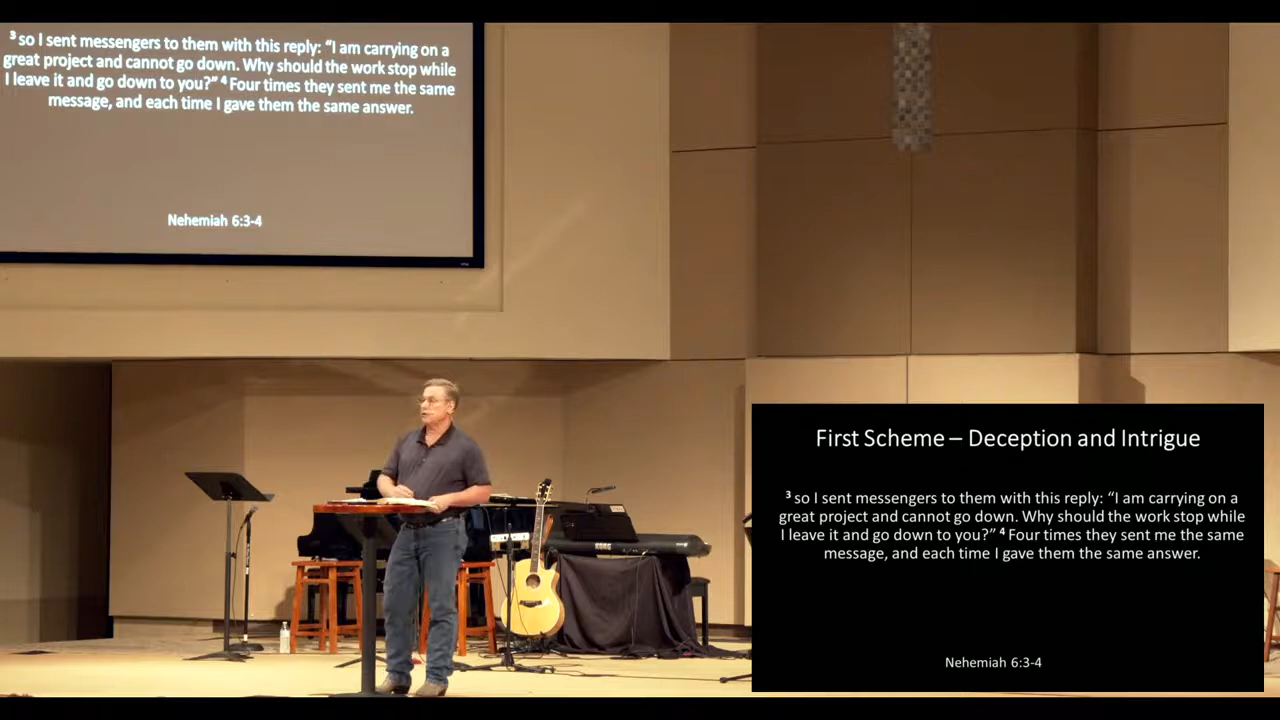 ³ so I sent messengers to them with this reply: “I am carrying on a
great project and cannot go down. Why should the work stop while
I leave it and go down to you?” ⁴ Four times they sent me the same
message, and each time I gave them the same answer.
Nehemiah 6:3-4
First Scheme – Deception and Intrigue
³ so I sent messengers to them with this reply: “I am carrying on a
great project and cannot go down. Why should the work stop while
I leave it and go down to you?” ⁴ Four times they sent me the same
message, and each time I gave them the same answer.
Nehemiah 6:3-4
KORG